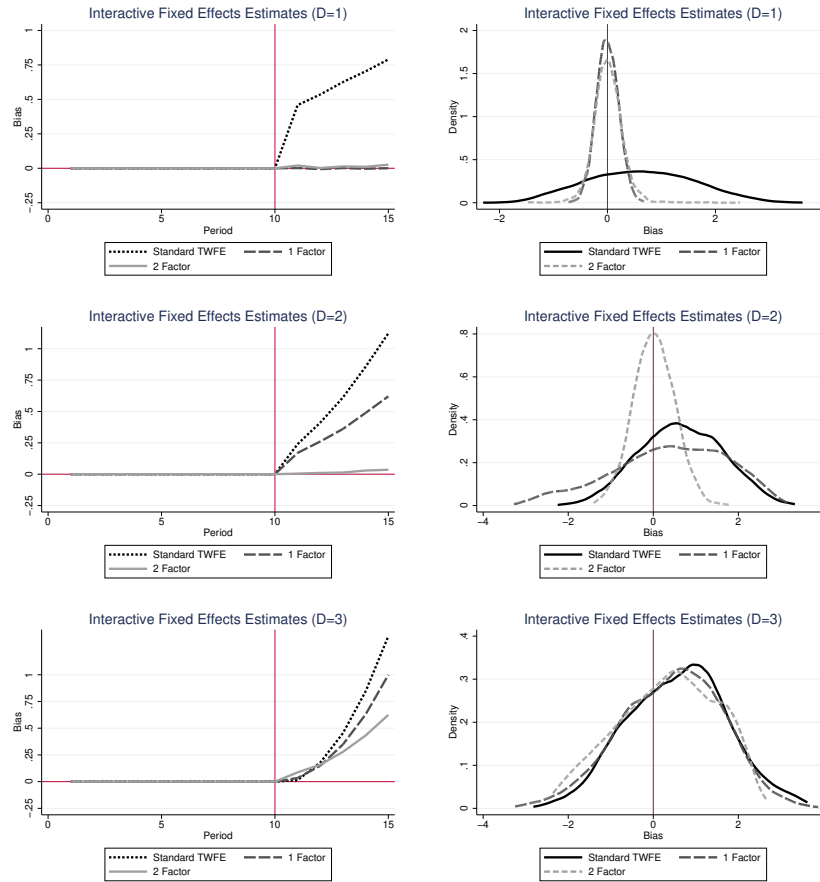 Interactive Fixed Effects Estimates (D=1)
Bias
1
.75
.5
.25
0
-.25
0
5
10
15
Period
Standard TWFE
1 Factor
2 Factor
Interactive Fixed Effects Estimates (D=1)
Density
2
1.5
1
.5
0
−2
0
2
Bias
Standard TWFE
1 Factor
2 Factor
Interactive Fixed Effects Estimates (D=2)
Bias
1
.75
.5
.25
0
-.25
0
5
10
15
Period
Standard TWFE
1 Factor
2 Factor
Interactive Fixed Effects Estimates (D=2)
Density
.8
.6
.4
.2
0
−4
−2
0
2
Bias
Standard TWFE
1 Factor
2 Factor
Interactive Fixed Effects Estimates (D=3)
Bias
1
.75
.5
.25
0
-.25
0
5
10
15
Period
Standard TWFE
1 Factor
2 Factor
Interactive Fixed Effects Estimates (D=3)
Density
.4
.3
.2
.1
0
−4
−2
0
2
Bias
Standard TWFE
1 Factor
2 Factor